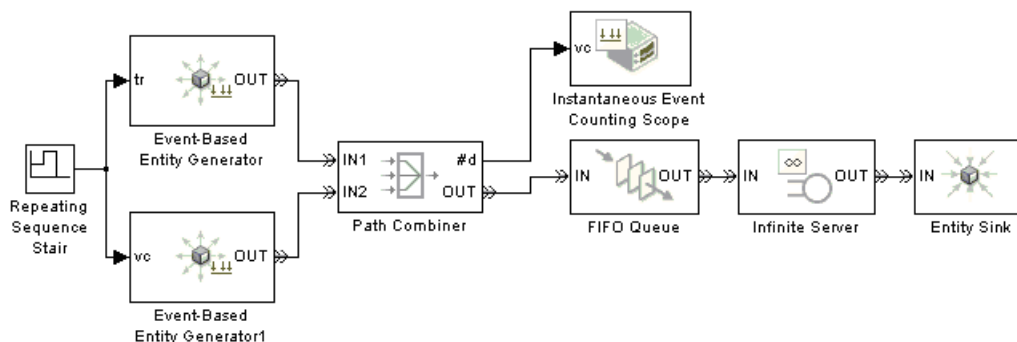 tr
OUT
Event-Based
Entity Generator
vc
Instantaneous Event
Counting Scope
Repeating
Sequence
Stair
IN1
#d
IN2
OUT
Path Combiner
IN
OUT
FIFO Queue
IN
∞
OUT
Infinite Server
IN
Entity Sink
vc
OUT
Event-Based
Entity Generator1